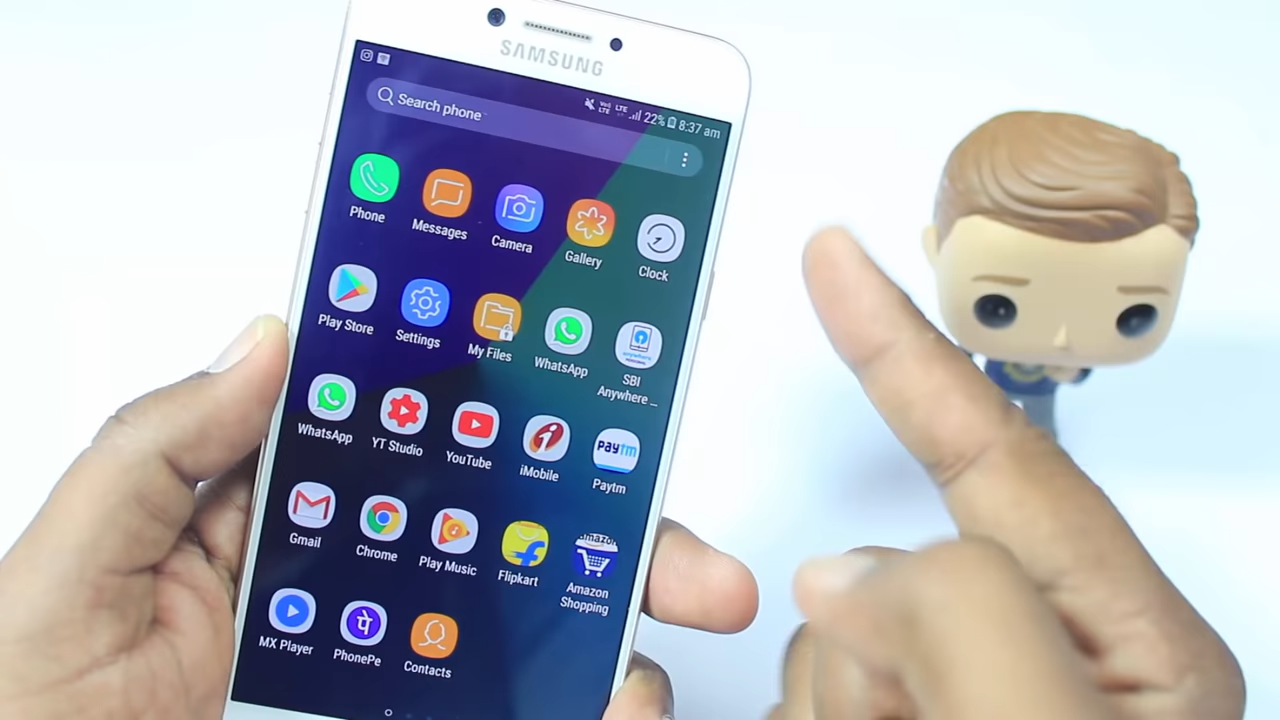 SAMSUNG
VoLTE LTE 22% 8:37 am
Search phone
Phone
Messages
Camera
Gallery
Clock
Play Store
Settings
My Files
WhatsApp
SBI
Anywhere ...
WhatsApp
YT Studio
YouTube
iMobile
Paytm
Paytm
Gmail
Chrome
Play Music
Flipkart
amazon
Amazon
Shopping
MX Player
PhonePe
Contacts